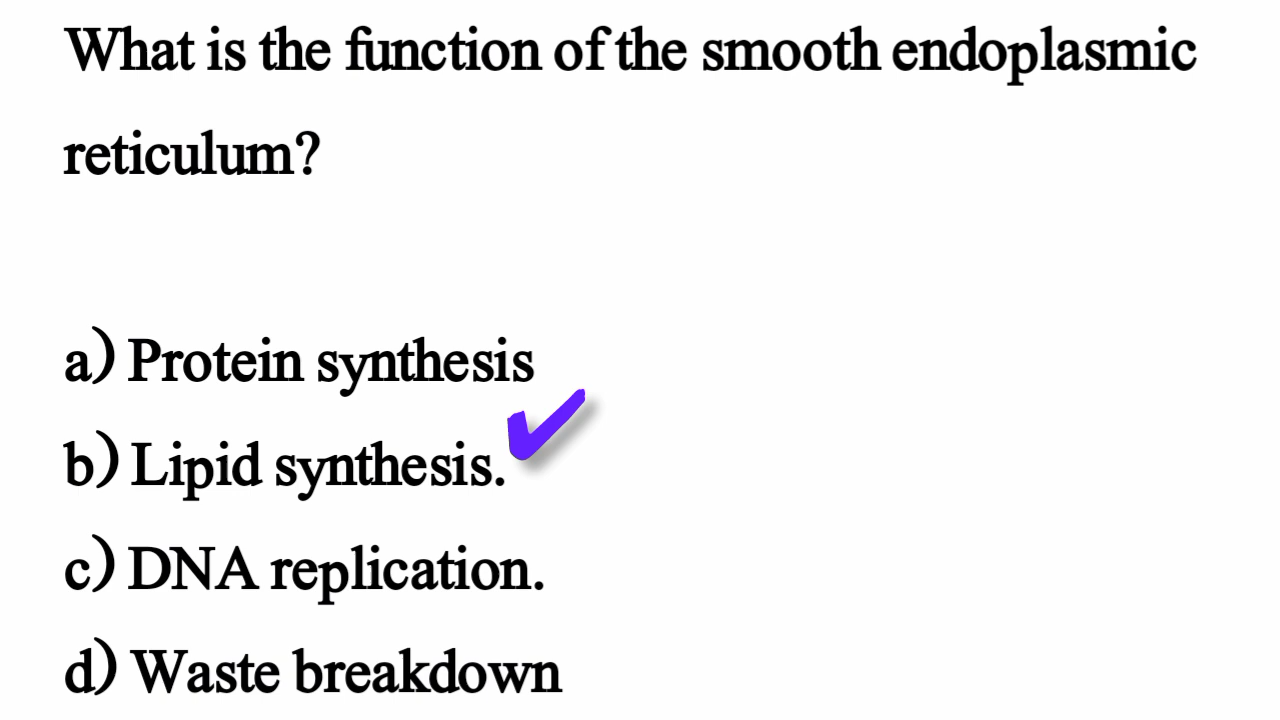 What is the function of the smooth endoplasmic
reticulum?
a) Protein synthesis
b) Lipid synthesis.
c) DNA replication.
d) Waste breakdown